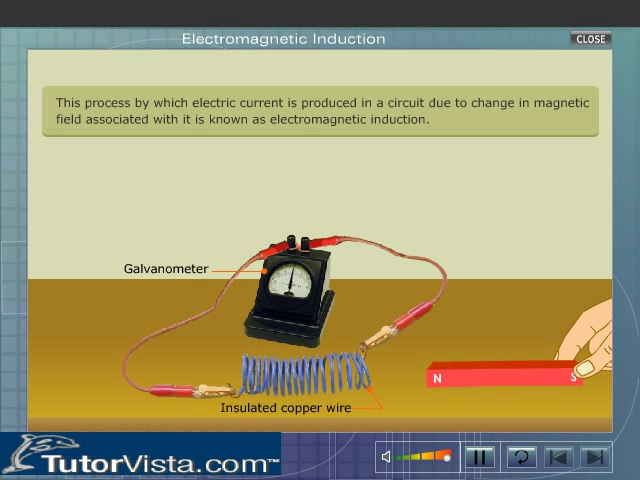 Electromagnetic Induction
CLOSE
This process by which electric current is produced in a circuit due to change in magnetic
field associated with it is known as electromagnetic induction.
Galvanometer
N
S
Insulated copper wire
TutorVista.com™